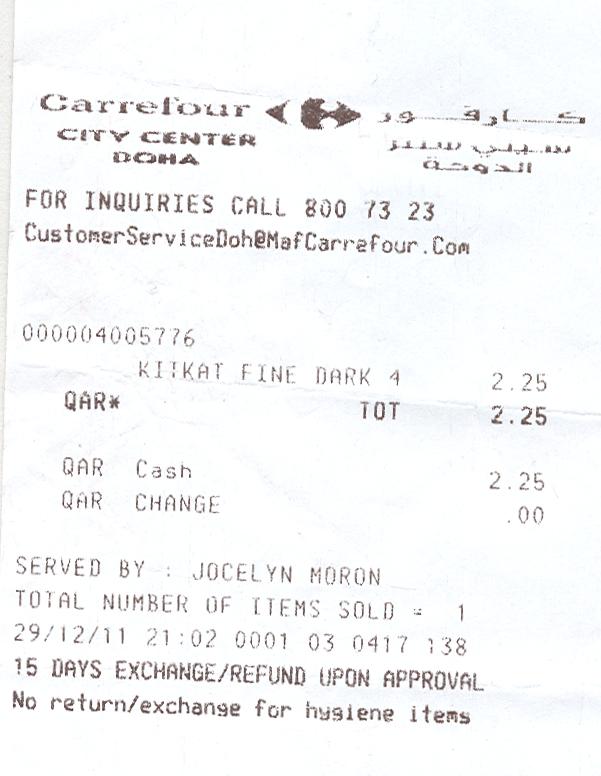 Carrefour كارفور
CITY CENTER سيتي سنتر
DOHA الدوحة
FOR INQUIRIES CALL 800 73 23
CustomerServiceDoh@MafCarrefour.Com
000004005776
KITKAT FINE DARK 4 2.25
QAR* TOT 2.25
QAR Cash 2.25
QAR CHANGE .00
SERVED BY : JOCELYN MORON
TOTAL NUMBER OF ITEMS SOLD = 1
29/12/11 21:02 0001 03 0417 138
15 DAYS EXCHANGE/REFUND UPON APPROVAL
No return/exchange for hygiene items